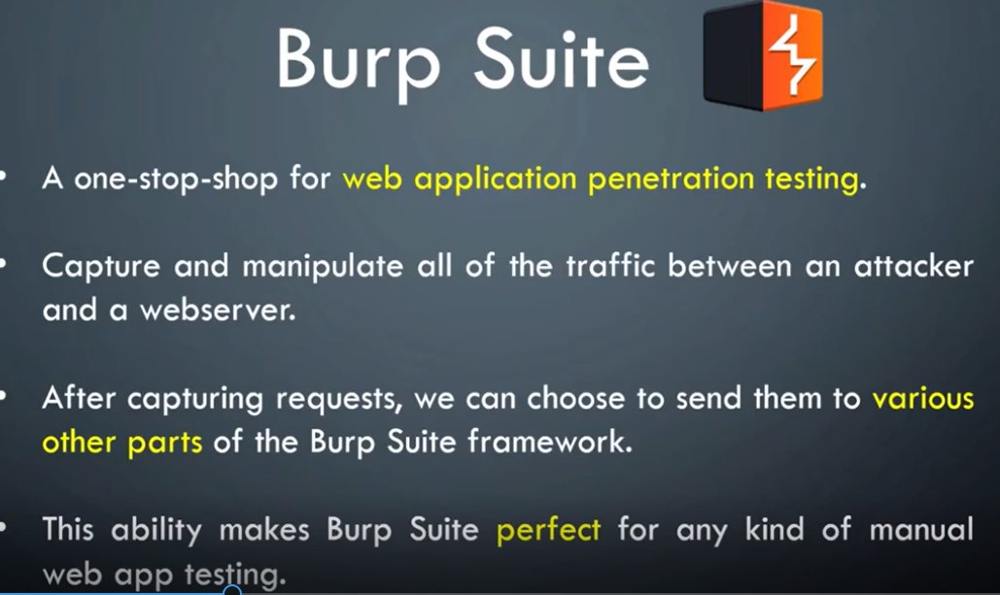 Burp Suite
• A one-stop-shop for web application penetration testing.
• Capture and manipulate all of the traffic between an attacker
and a webserver.
• After capturing requests, we can choose to send them to various
other parts of the Burp Suite framework.
• This ability makes Burp Suite perfect for any kind of manual
web app testing.